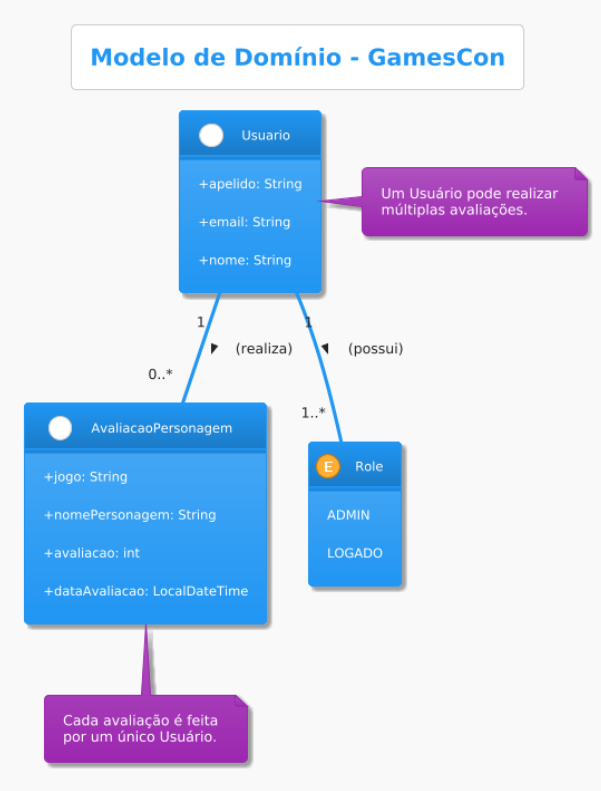 Modelo de Domínio - GamesCon
Usuario
+apelido: String
+email: String
+nome: String
Um Usuário pode realizar
múltiplas avaliações.
1
(realiza)
0..*
1
(possui)
1..*
AvaliacaoPersonagem
+jogo: String
+nomePersonagem: String
+avaliacao: int
+dataAvaliacao: LocalDateTime
E
Role
ADMIN
LOGADO
Cada avaliação é feita
por um único Usuário.